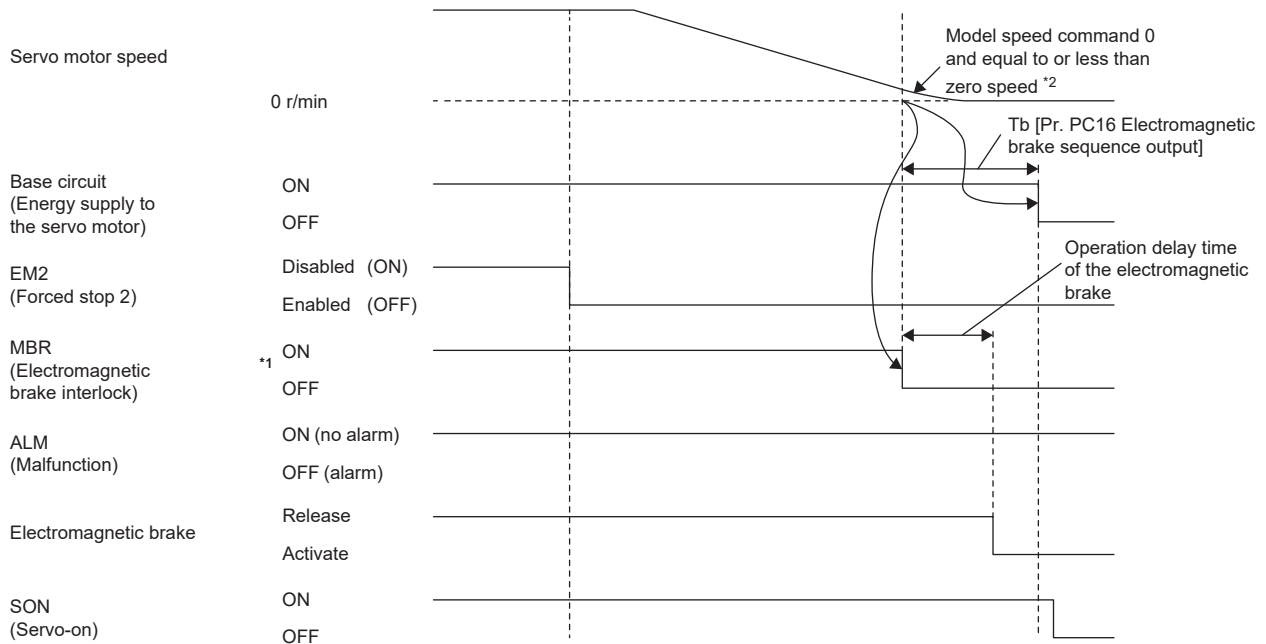 Servo motor speed
0 r/min
Model speed command 0
and equal to or less than
zero speed *2
Tb [Pr. PC16 Electromagnetic
brake sequence output]
Base circuit
(Energy supply to
the servo motor)
ON
OFF
Operation delay time
of the electromagnetic
brake
EM2
(Forced stop 2)
Disabled (ON)
Enabled (OFF)
MBR
(Electromagnetic
brake interlock)
*1
ON
OFF
ALM
(Malfunction)
ON (no alarm)
OFF (alarm)
Electromagnetic brake
Release
Activate
SON
(Servo-on)
ON
OFF